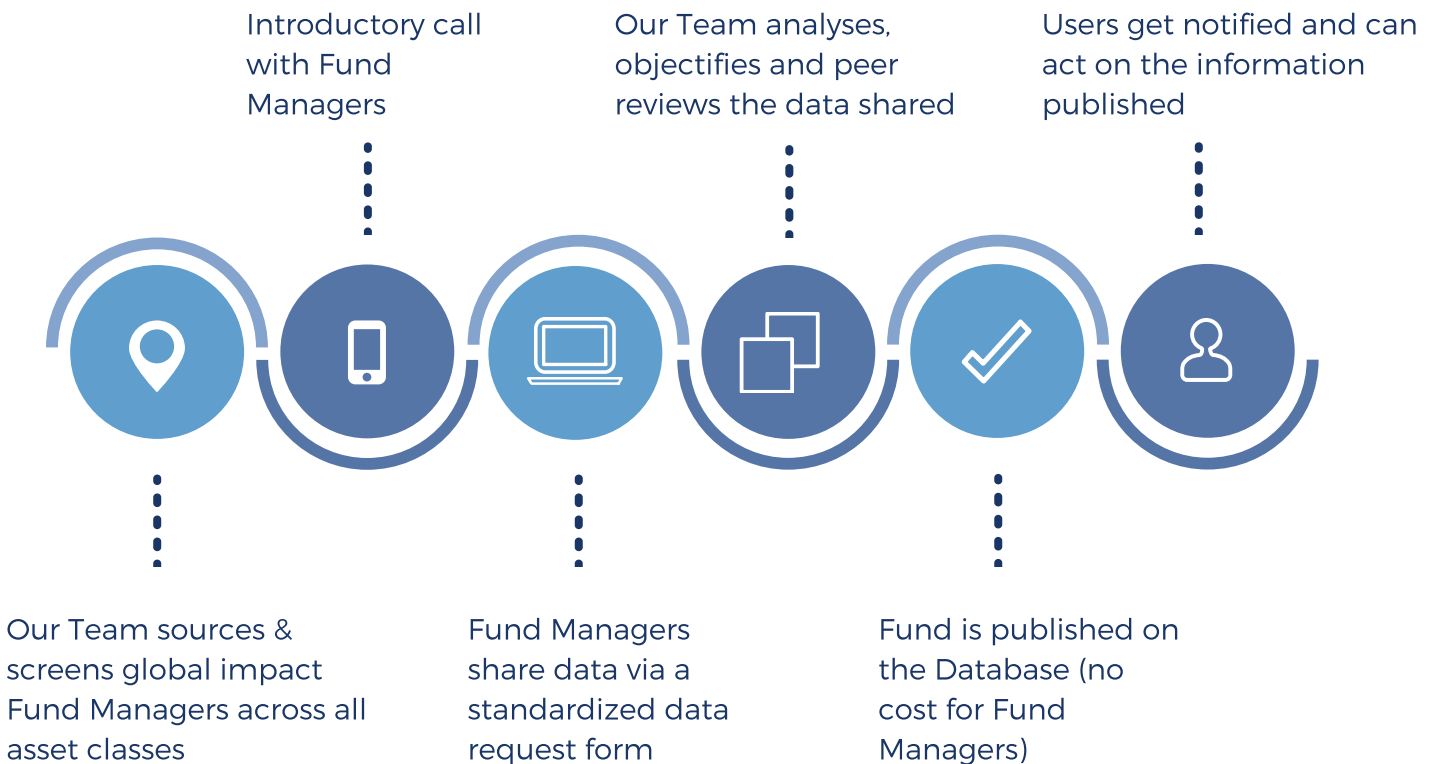 Introductory call
with Fund
Managers
Our Team analyses,
objectifies and peer
reviews the data shared
Users get notified and can
act on the information
published
Our Team sources &
screens global impact
Fund Managers across all
asset classes
Fund Managers
share data via a
standardized data
request form
Fund is published on
the Database (no
cost for Fund
Managers)